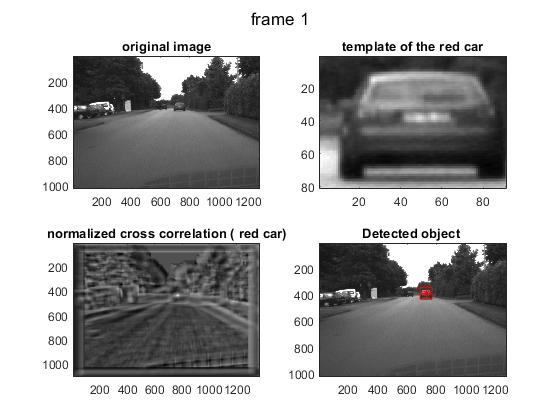 frame 1
original image
200
400
600
800
1000
200 400 600 800 1000 1200
template of the red car
20
40
60
80
20 40 60 80
normalized cross correlation ( red car)
200
400
600
800
1000
200 400 600 800 1000 1200
Detected object
200
400
600
800
1000
200 400 600 800 1000 1200